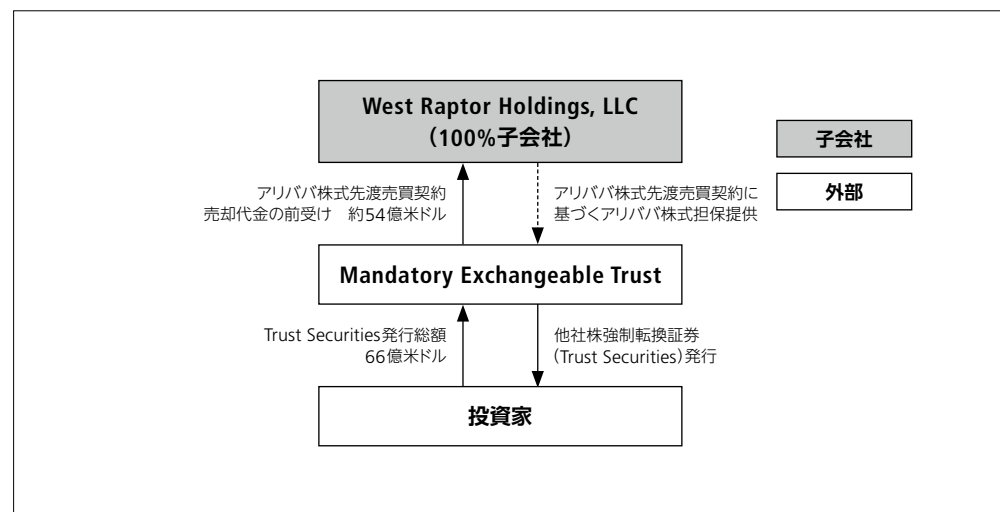 West Raptor Holdings, LLC
（100%子会社）
子会社
外部
アリババ株式先渡売買契約
売却代金の前受け　約54億米ドル
アリババ株式先渡売買契約に
基づくアリババ株式担保提供
Mandatory Exchangeable Trust
Trust Securities発行総額
66億米ドル
他社株強制転換証券
（Trust Securities）発行
投資家